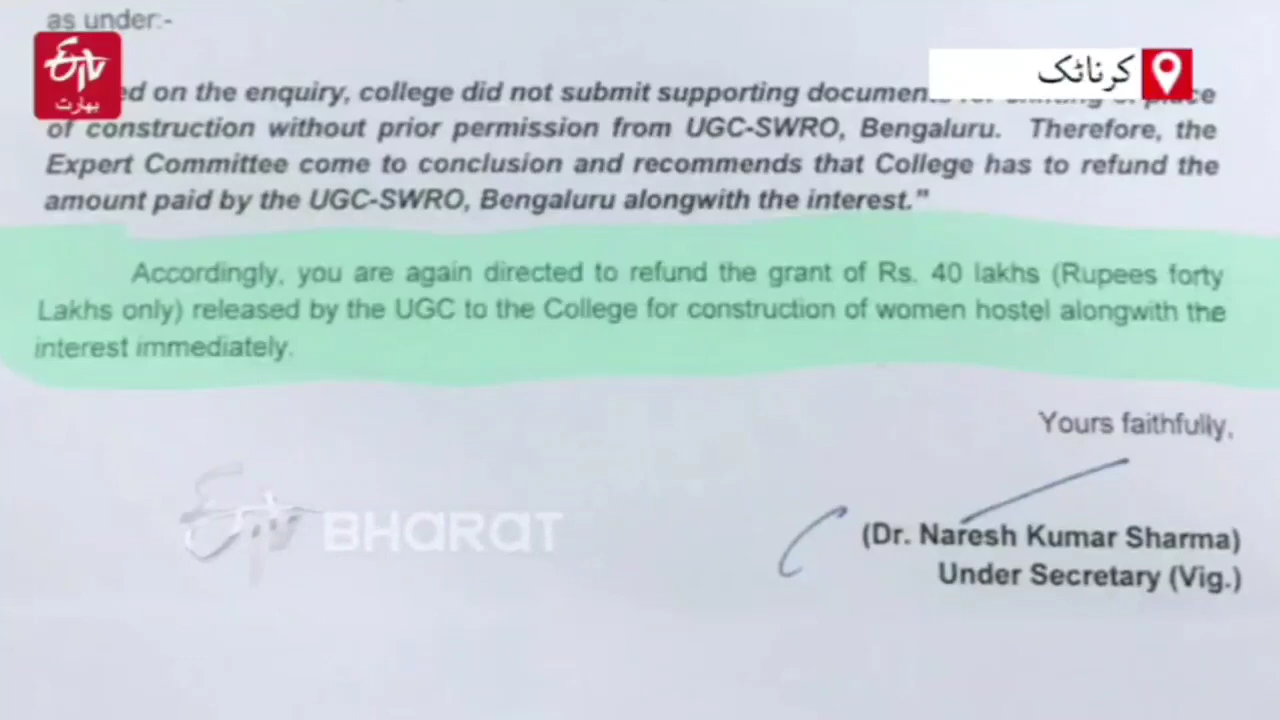 as under:-
ETV
بھارت
کرناٹک
ed on the enquiry, college did not submit supporting document
of construction without prior permission from UGC-SWRO, Bengaluru. Therefore, the
Expert Committee come to conclusion and recommends that College has to refund the
amount paid by the UGC-SWRO, Bengaluru alongwith the interest."
Accordingly, you are again directed to refund the grant of Rs. 40 lakhs (Rupees forty
Lakhs only) released by the UGC to the College for construction of women hostel alongwith the
interest immediately.
Yours faithfully,
ETV BHARAT
(Dr. Naresh Kumar Sharma)
Under Secretary (Vig.)